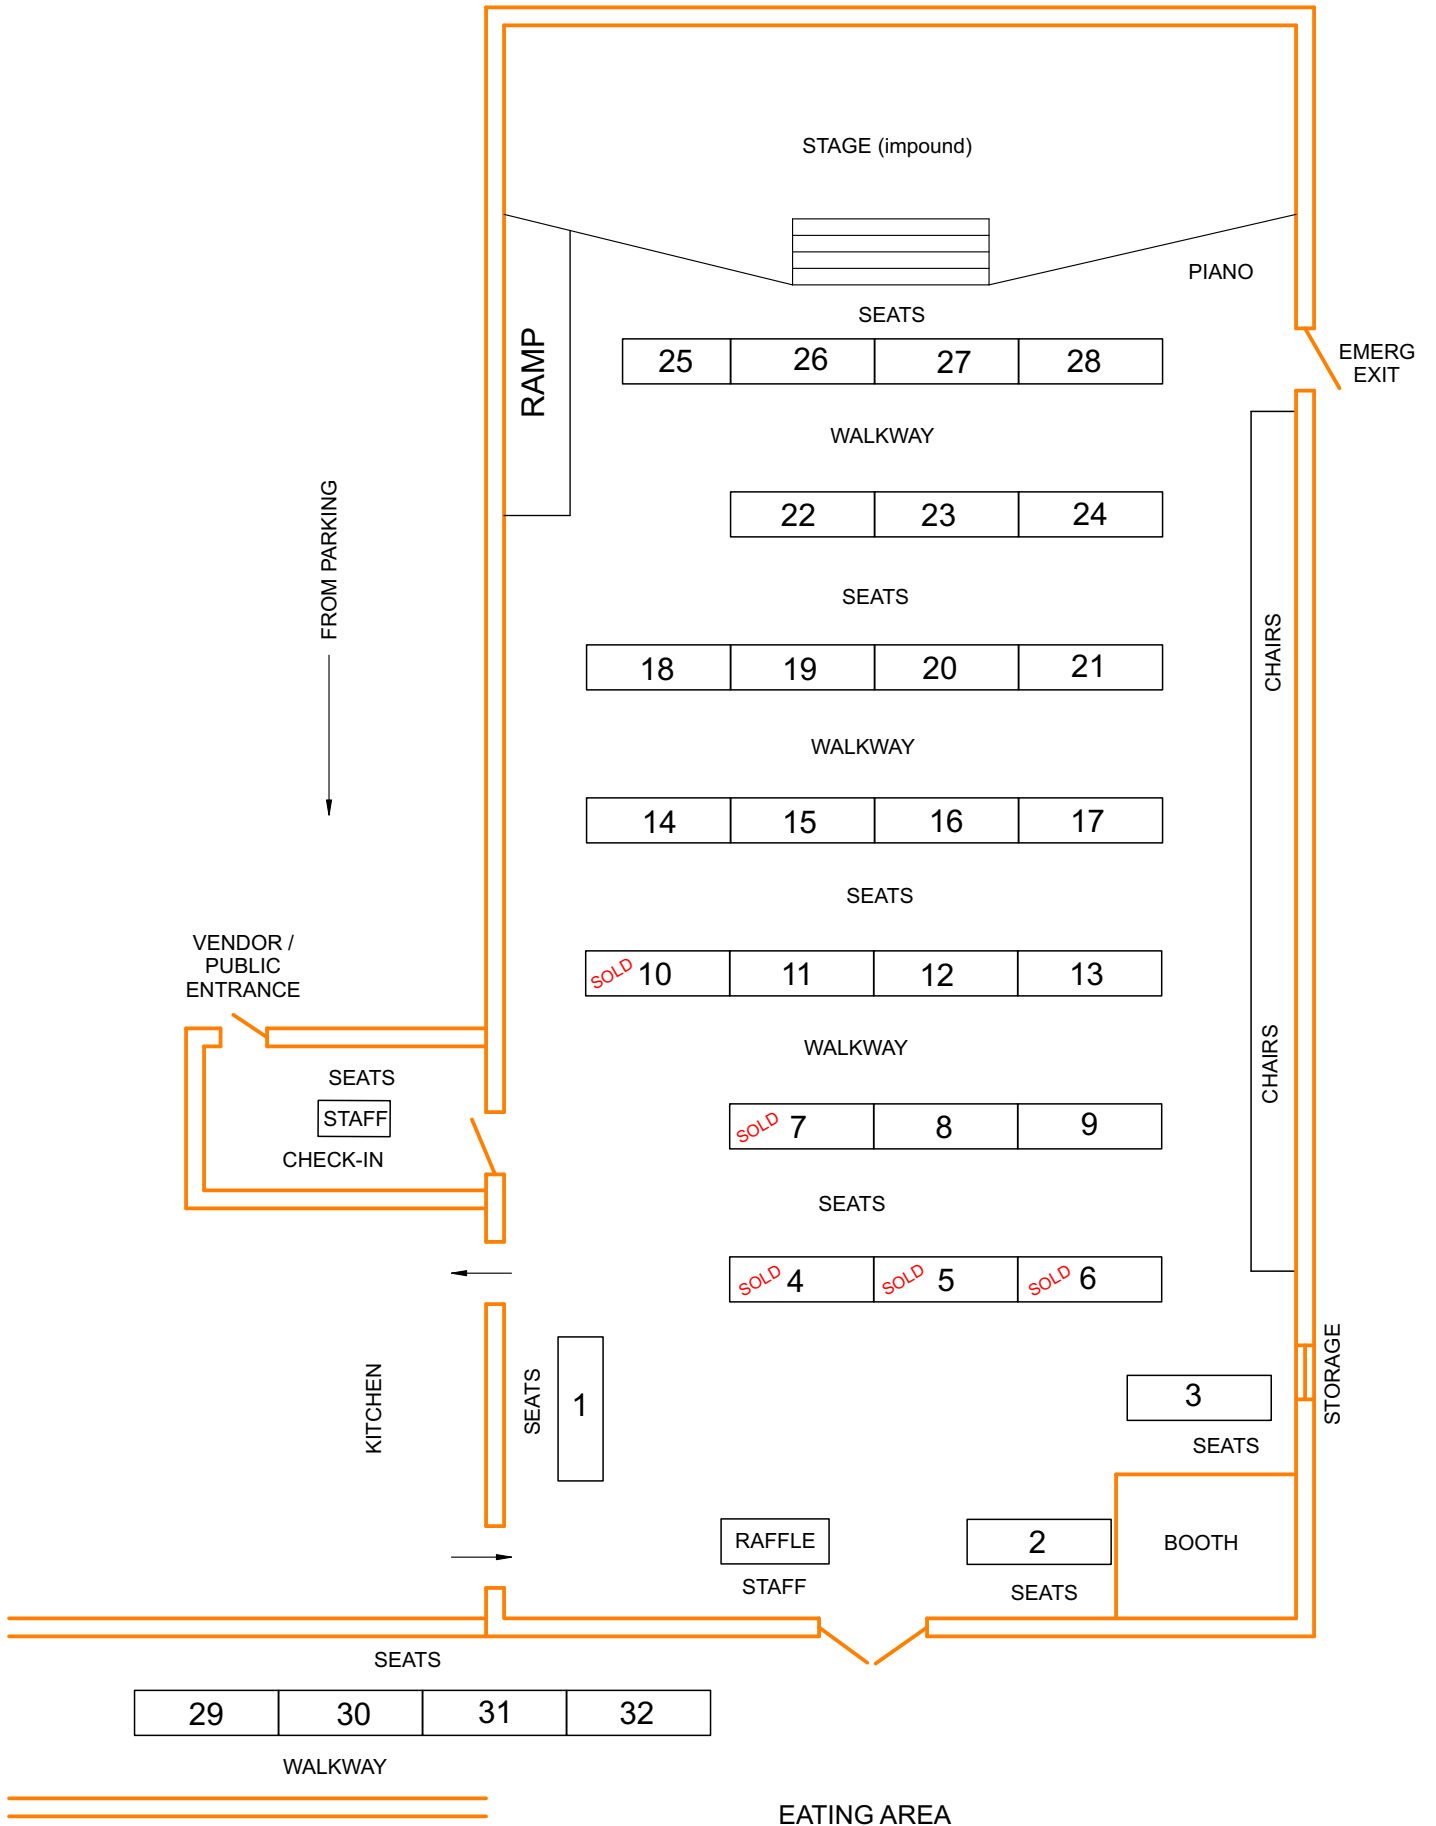 STAGE (impound)
PIANO
SEATS
RAMP
25 26 27 28
EMERG
EXIT
WALKWAY
FROM PARKING
22 23 24
SEATS
CHAIRS
18 19 20 21
WALKWAY
14 15 16 17
SEATS
VENDOR /
PUBLIC
ENTRANCE
SOLD 10 11 12 13
WALKWAY
CHAIRS
SEATS
STAFF
CHECK-IN
SOLD 7 8 9
SEATS
SOLD 4 SOLD 5 SOLD 6
KITCHEN
SEATS
1
3
STORAGE
SEATS
RAFFLE
STAFF
2
SEATS
BOOTH
SEATS
29 30 31 32
WALKWAY
EATING AREA